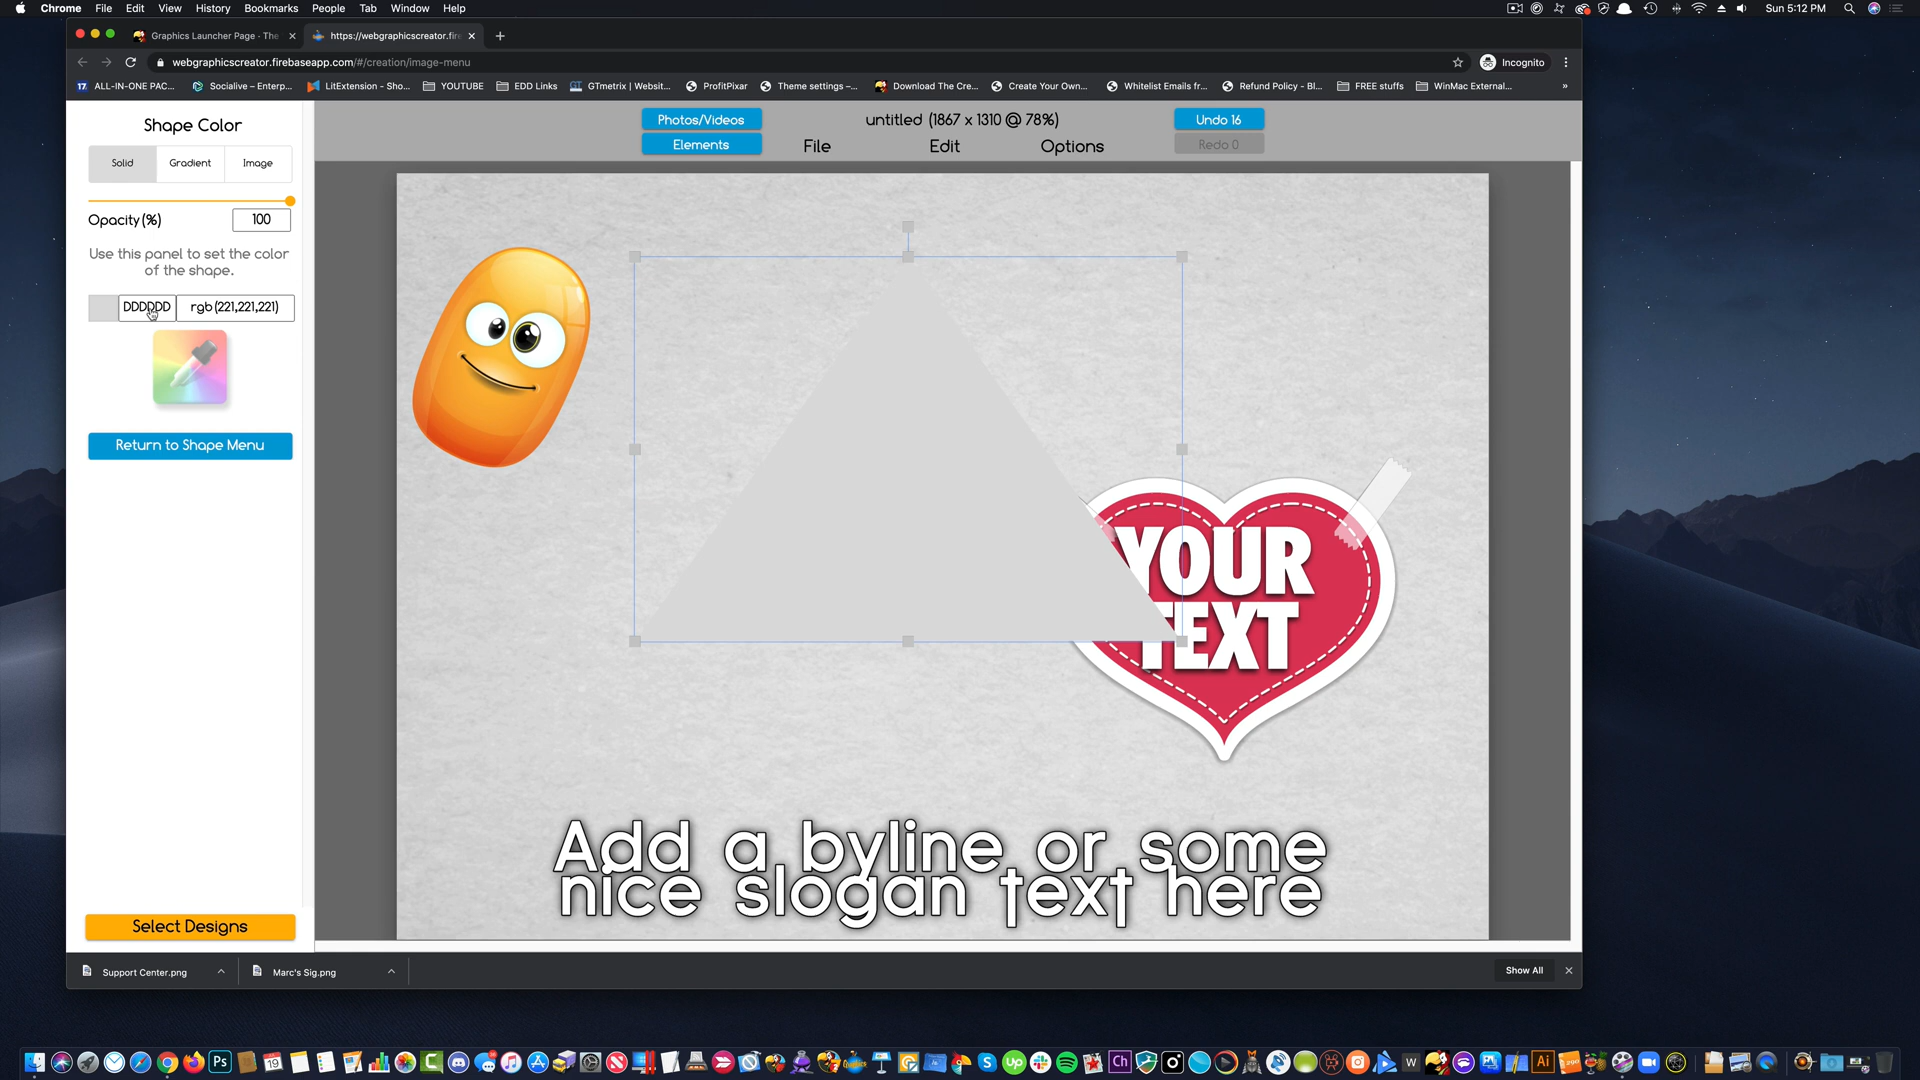 Chrome File Edit View History Bookmarks People Tab Window Help
Sun 5:12 PM
Graphics Launcher Page - The
https://webgraphicscreator.fire
webgraphicscreator.firebaseapp.com/#/creation/image-menu
Incognito
ALL-IN-ONE PAC...
Socialive – Enterp...
LitExtension - Sho...
YOUTUBE
EDD Links
GTmetrix | Websit...
ProfitPixar
Theme settings –...
Download The Cre...
Create Your Own...
Whitelist Emails fr...
Refund Policy - Bl...
FREE stuffs
WinMac External...
»
Shape Color
Solid
Gradient
Image
Opacity (%)
100
Use this panel to set the color
of the shape.
DDDDDD
rgb(221,221,221)
Return to Shape Menu
Select Designs
Photos/Videos
Elements
untitled (1867 x 1310 @ 78%)
File
Edit
Options
Undo 16
Redo 0
YOUR
TEXT
Add a byline or some
nice slogan text here
Support Center.png
Marc's Sig.png
Show All